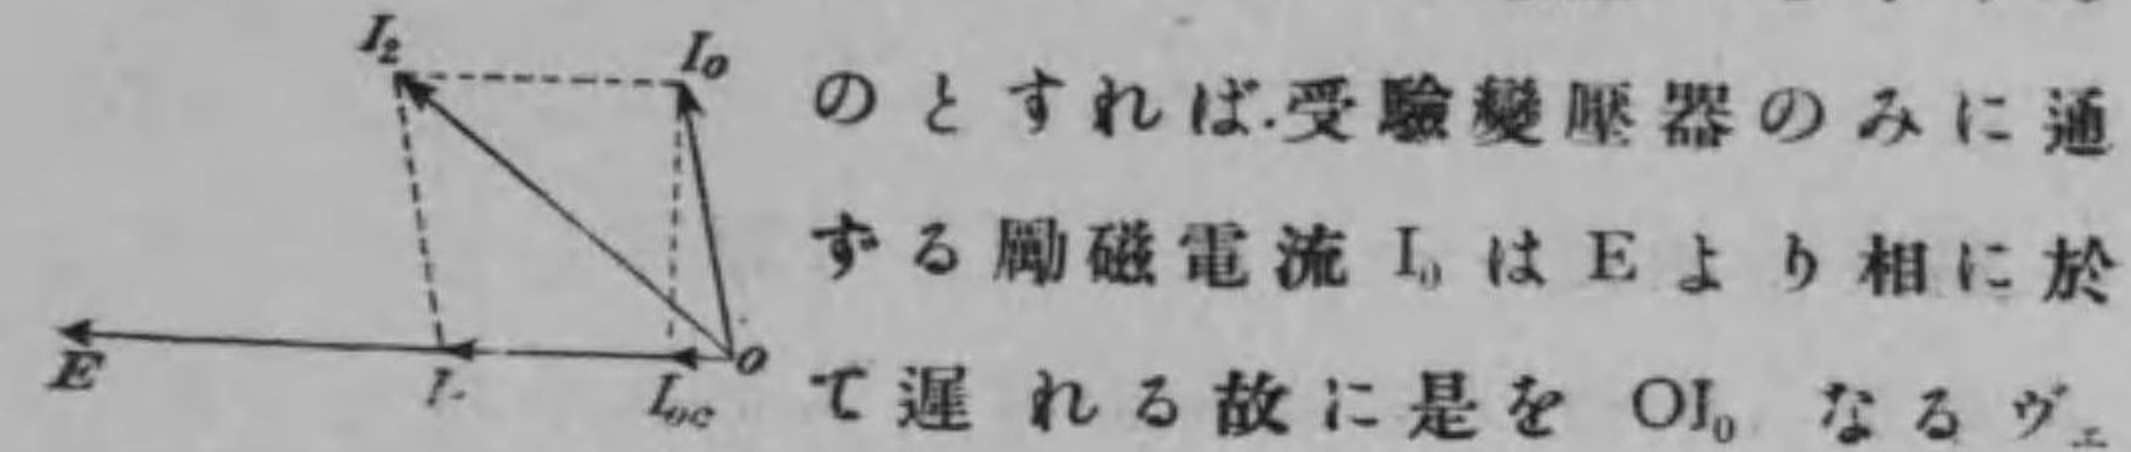 I₂
I₀
のとすれば.受驗變壓器のみに通
ずる勵磁電流 I₀ は E より相に於
E
I₀c
O
て遲れる故に是を OI₀ なるヴェ